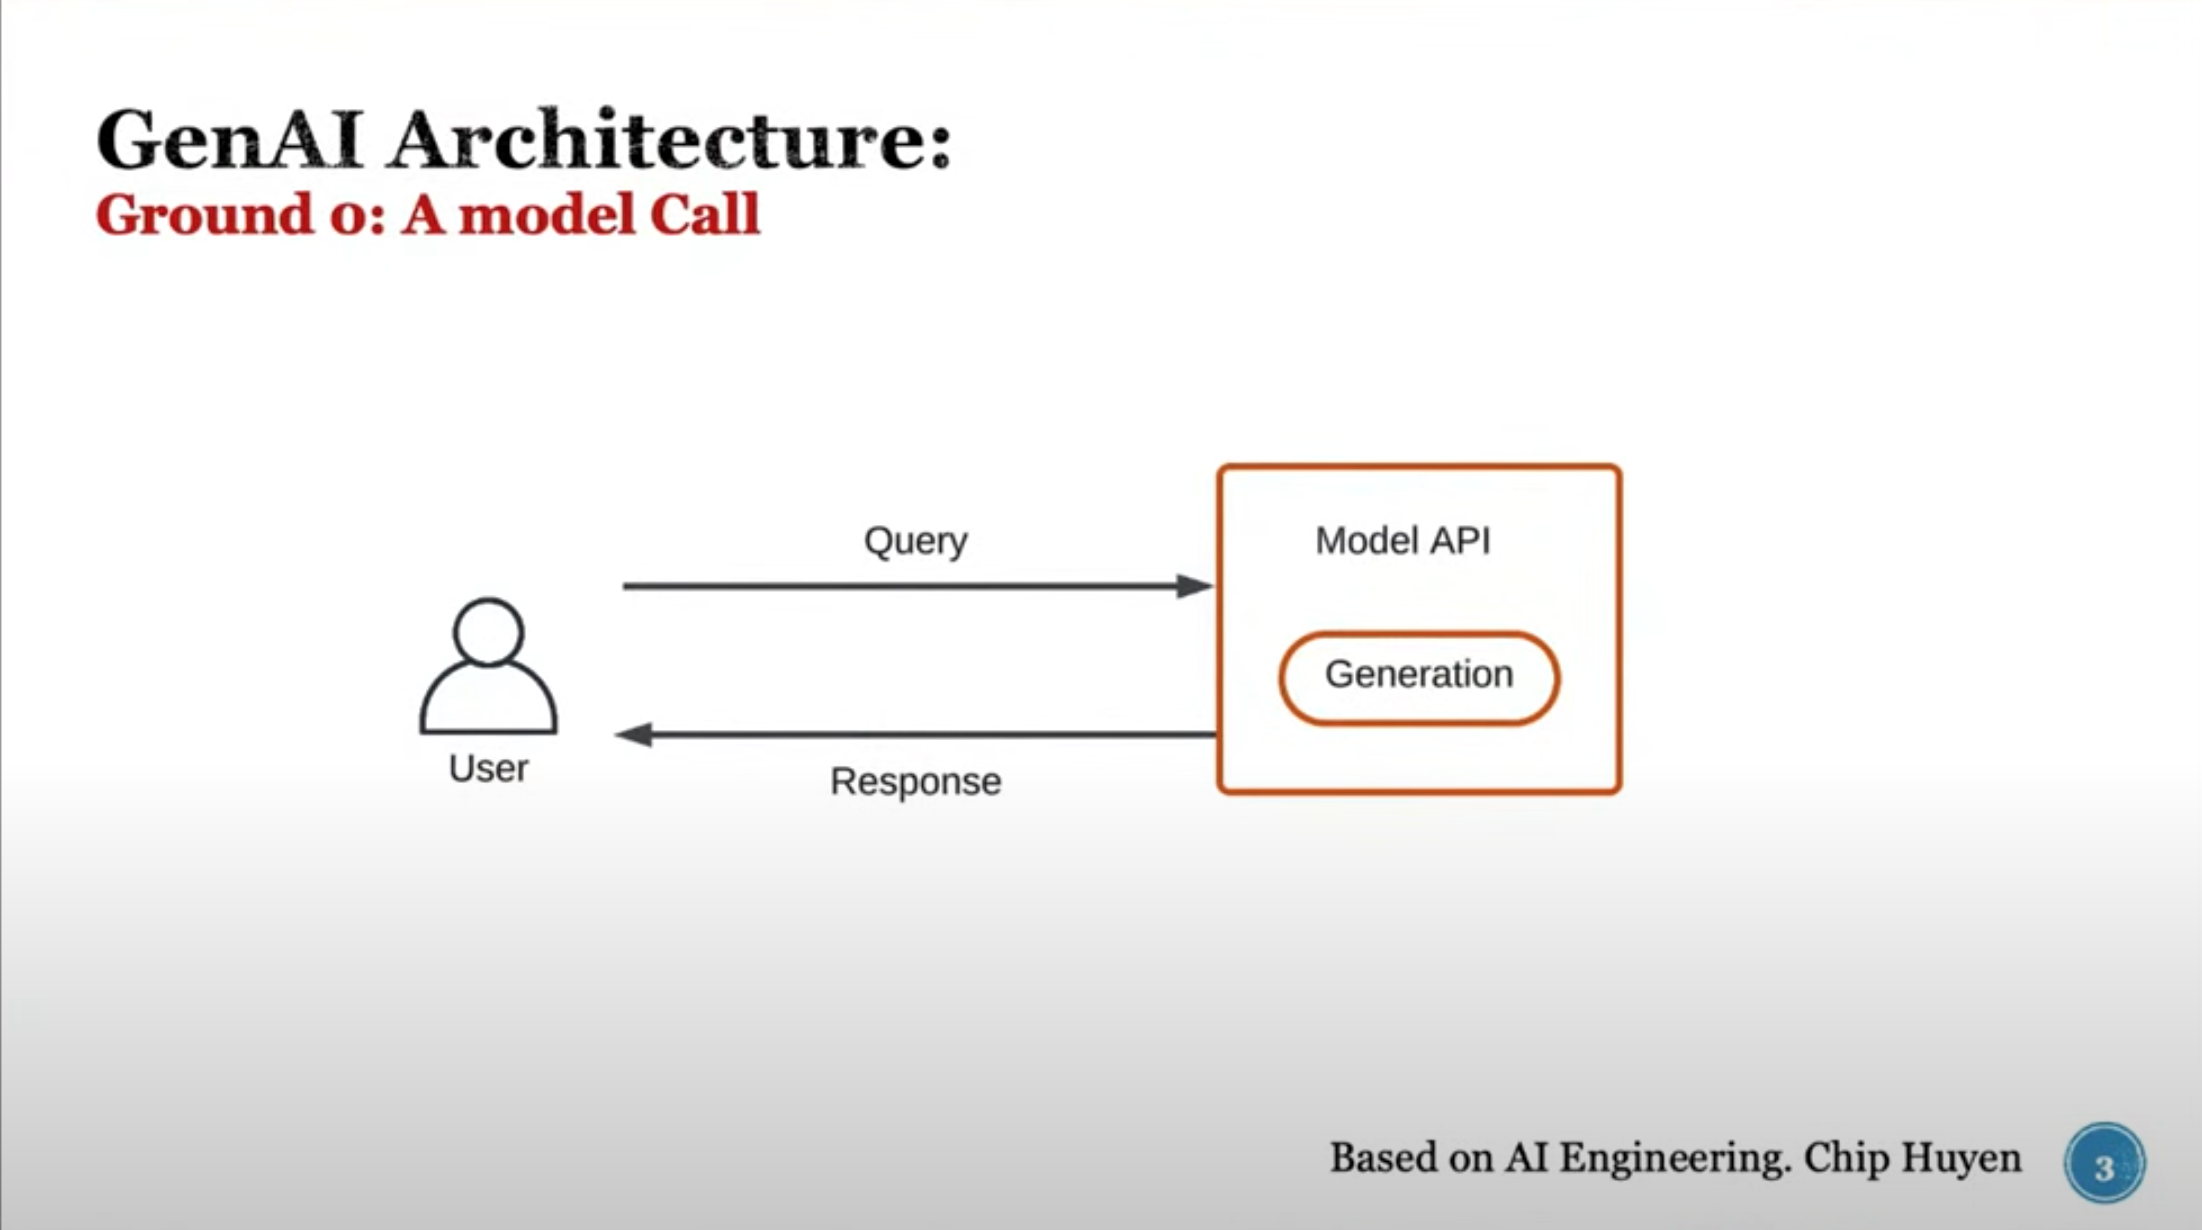 GenAI Architecture:
Ground 0: A model Call
Query
Model API
Generation
User
Response
Based on AI Engineering. Chip Huyen
3